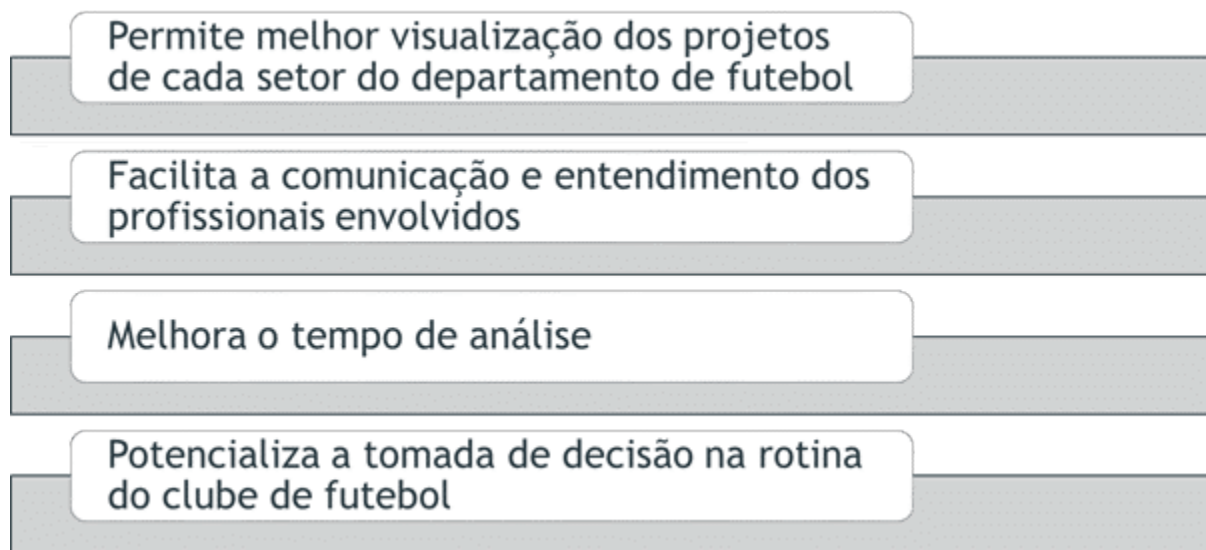 Permite melhor visualização dos projetos
de cada setor do departamento de futebol
Facilita a comunicação e entendimento dos
profissionais envolvidos
Melhora o tempo de análise
Potencializa a tomada de decisão na rotina
do clube de futebol